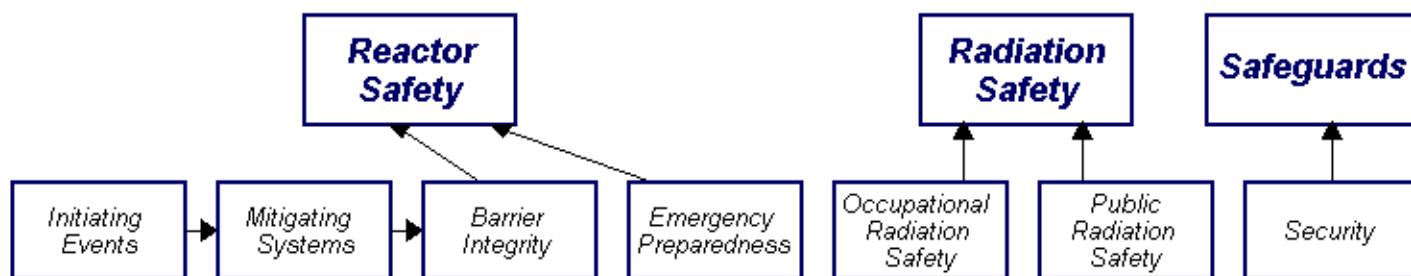 Reactor
Safety
Radiation
Safety
Safeguards
Initiating
Events
Mitigating
Systems
Barrier
Integrity
Emergency
Preparedness
Occupational
Radiation
Safety
Public
Radiation
Safety
Security